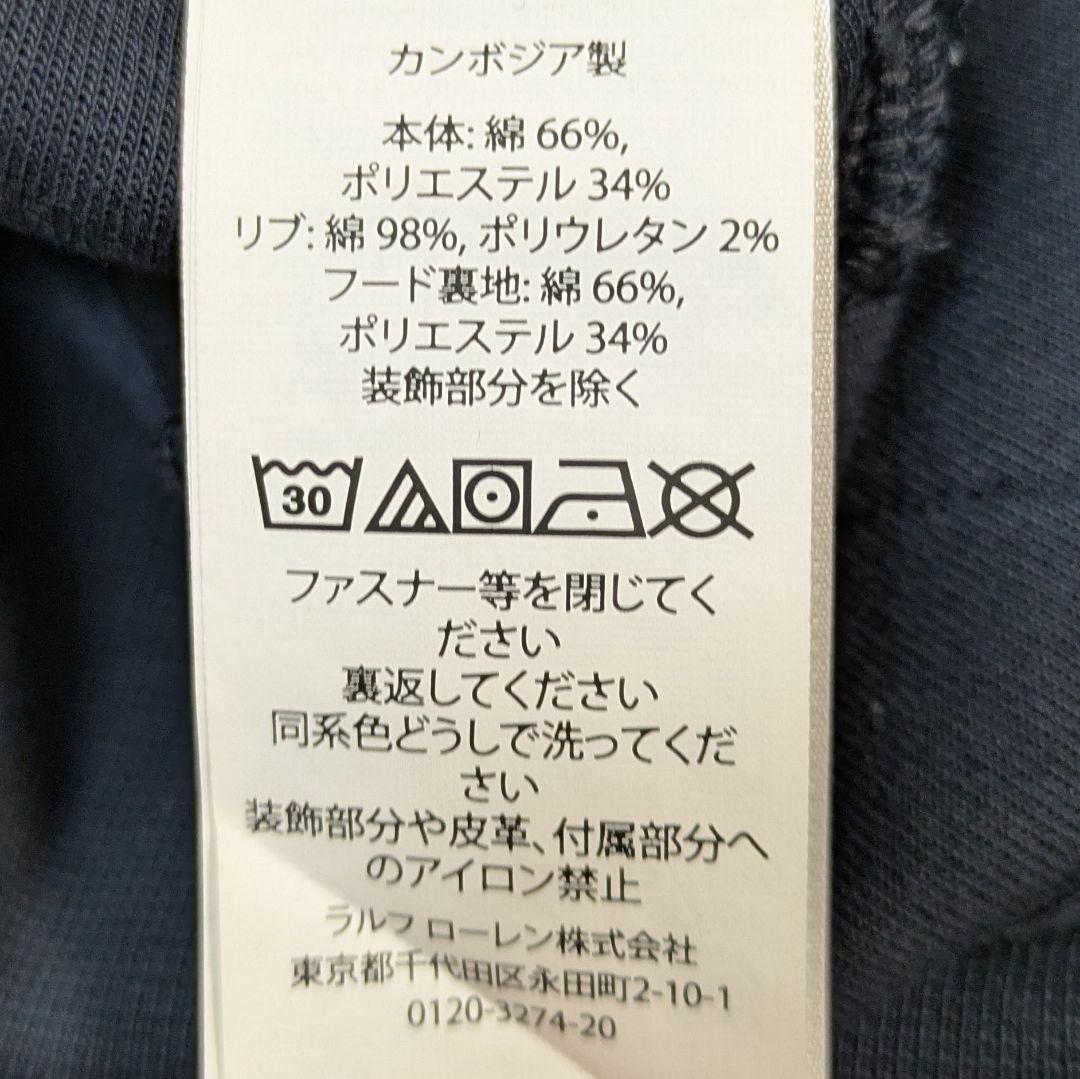 カンボジア製
本体: 綿 66%,
ポリエステル 34%
リブ: 綿 98%, ポリウレタン 2%
フード裏地: 綿 66%,
ポリエステル 34%
装飾部分を除く
30
ファスナー等を閉じてく
ださい
裏返してください
同系色どうしで洗ってくだ
さい
装飾部分や皮革、付属部分へ
のアイロン禁止
ラルフ ローレン株式会社
東京都千代田区永田町2-10-1
0120-3274-20